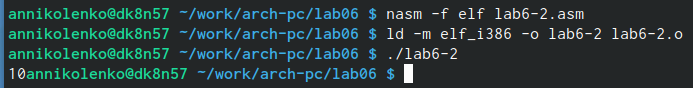 annikolenko@dk8n57 ~/work/arch-pc/lab06 $ nasm -f elf lab6-2.asm
annikolenko@dk8n57 ~/work/arch-pc/lab06 $ ld -m elf_i386 -o lab6-2 lab6-2.o
annikolenko@dk8n57 ~/work/arch-pc/lab06 $ ./lab6-2
10annikolenko@dk8n57 ~/work/arch-pc/lab06 $